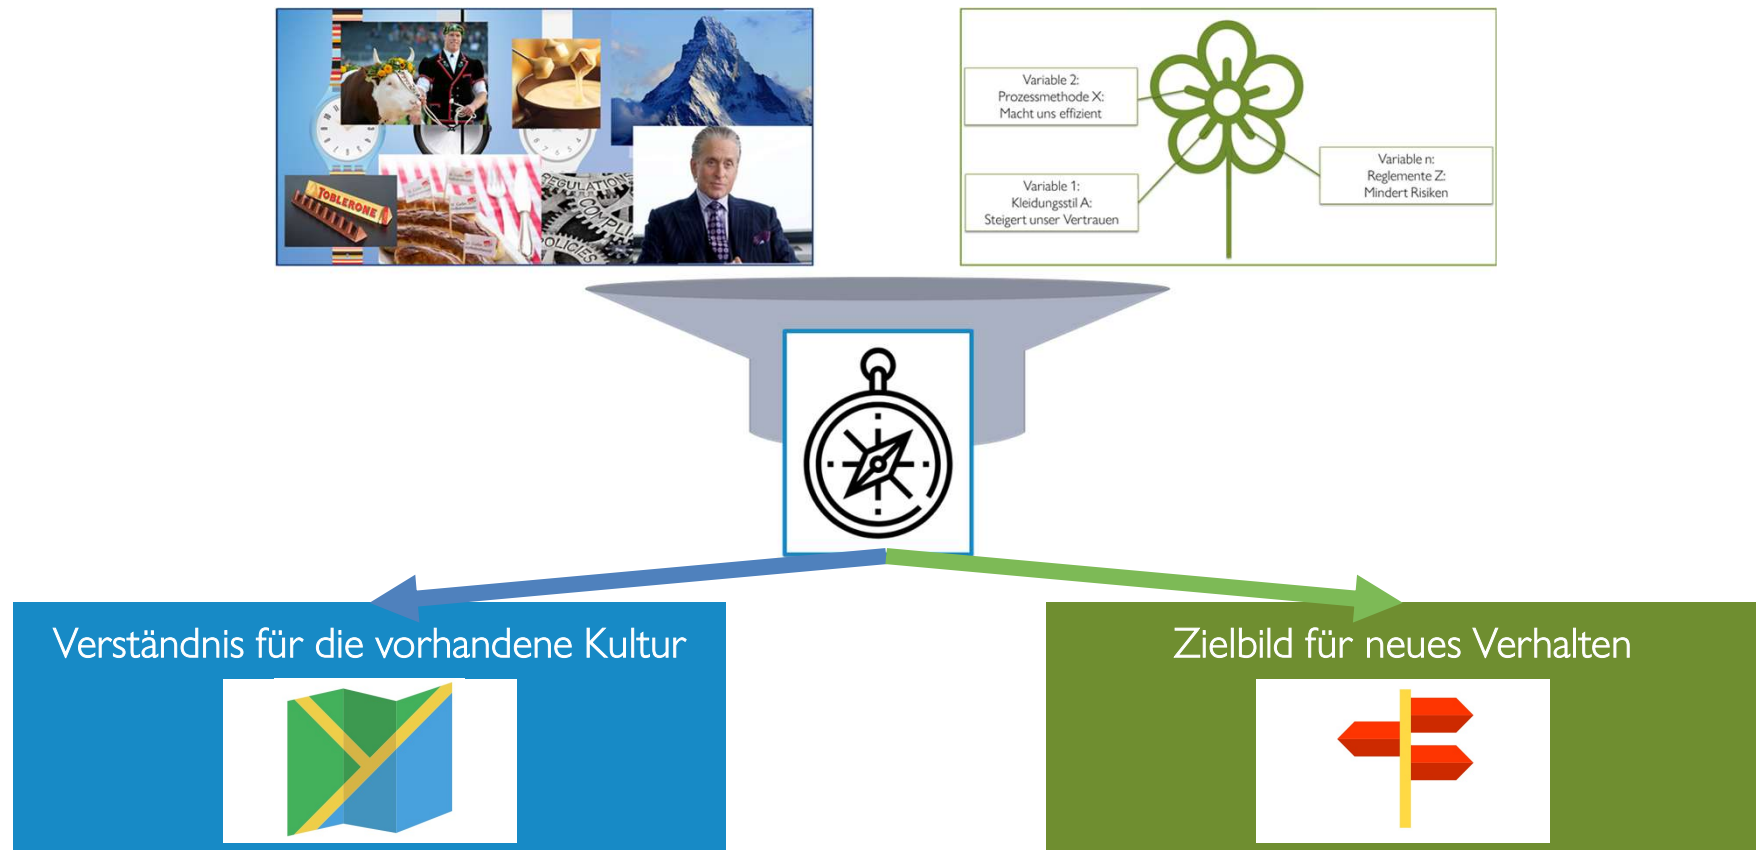 TOBLERONE
REGULATIONS
COMPLI
POLICIES
Variable 2:
Prozessmethode X:
Macht uns effizient
Variable 1:
Kleidungsstil A:
Steigert unser Vertrauen
Variable n:
Reglemente Z:
Mindert Risiken
Verständnis für die vorhandene Kultur
Zielbild für neues Verhalten